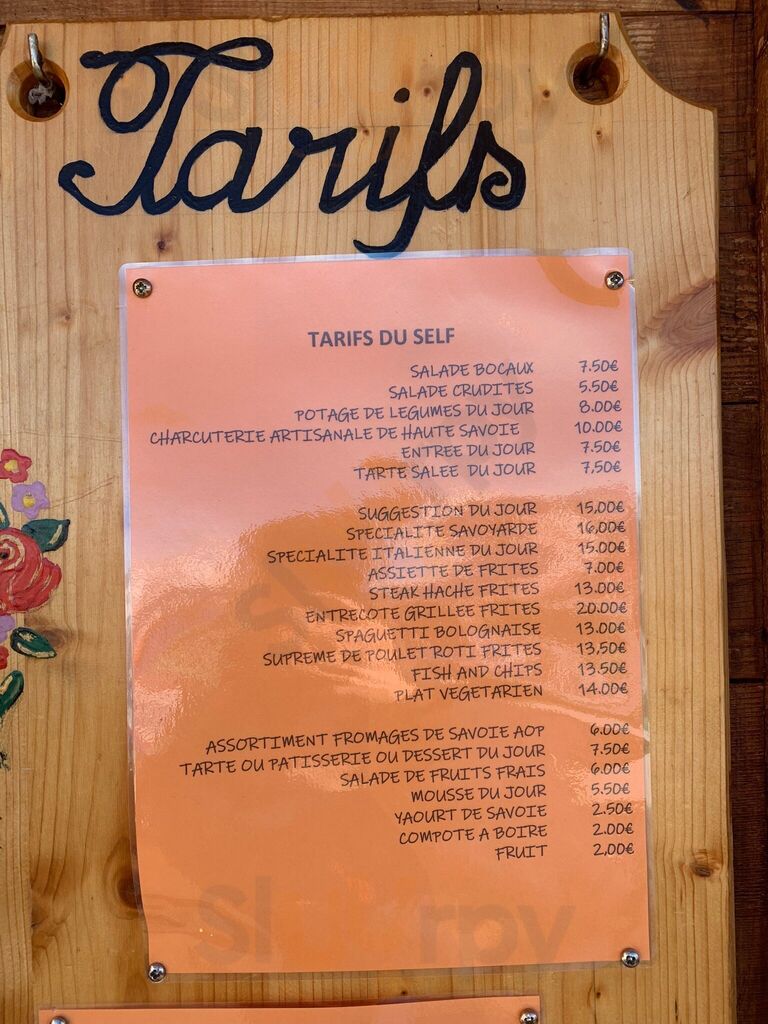 Tarifs
TARIFS DU SELF
SALADE BOCAUX 7.50€
SALADE CRUDITES 5.50€
POTAGE DE LEGUMES DU JOUR 8.00€
CHARCUTERIE ARTISANALE DE HAUTE SAVOIE 10.00€
ENTREE DU JOUR 7.50€
TARTE SALEE DU JOUR 7,50€
SUGGESTION DU JOUR 15,00€
SPECIALITE SAVOYARDE 16,00€
SPECIALITE ITALIENNE DU JOUR 15.00€
ASSIETTE DE FRITES 7.00€
STEAK HACHE FRITES 13.00€
ENTRECOTE GRILLEE FRITES 20.00€
SPAGUETTI BOLOGNAISE 13.00€
SUPREME DE POULET ROTI FRITES 13,50€
FISH AND CHIPS 13.50€
PLAT VEGETARIEN 14.00€
ASSORTIMENT FROMAGES DE SAVOIE AOP 6.00€
TARTE OU PATISSERIE OU DESSERT DU JOUR 7.50€
SALADE DE FRUITS FRAIS 6.00€
MOUSSE DU JOUR 5.50€
YAOURT DE SAVOIE 2.50€
COMPOTE A BOIRE 2.00€
FRUIT 2,00€